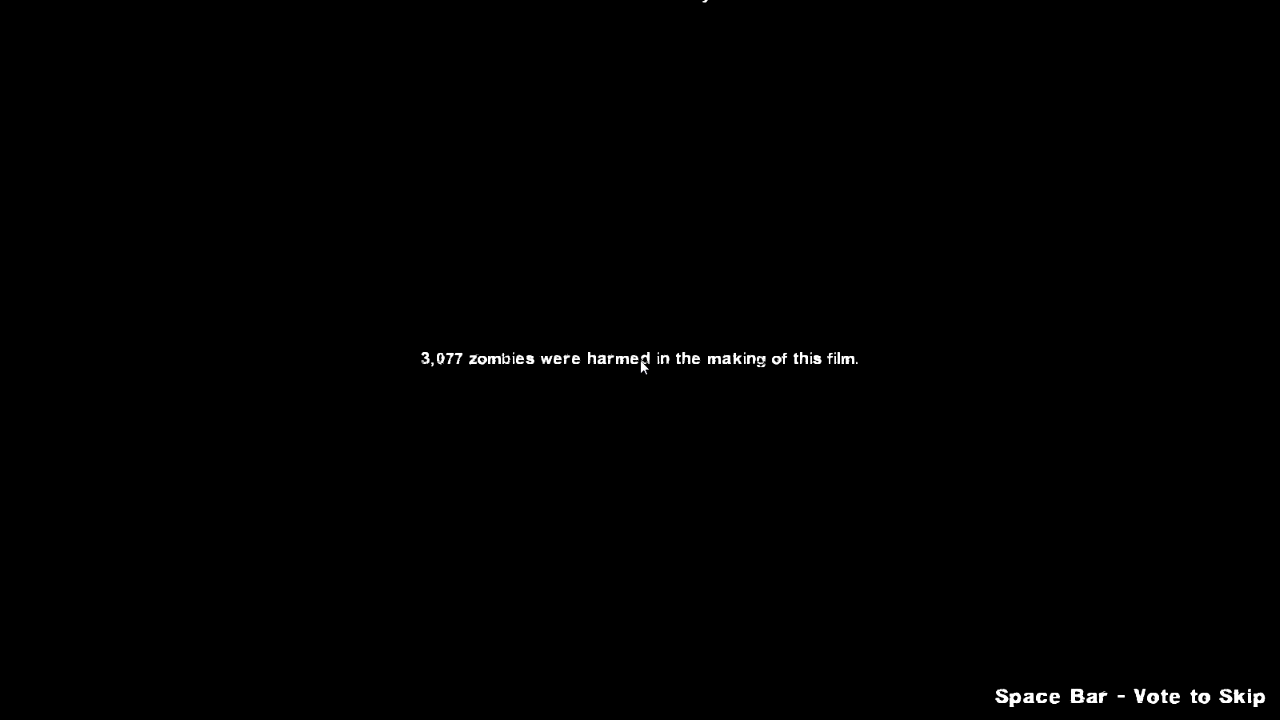 3,077 zombies were harmed in the making of this film.
Space Bar - Vote to Skip